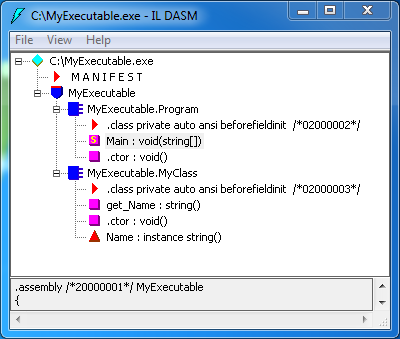 C:\MyExecutable.exe - IL DASM
File View Help
C:\MyExecutable.exe
M A N I F E S T
MyExecutable
MyExecutable.Program
.class private auto ansi beforefieldinit /*02000002*/
Main : void(string[])
.ctor : void()
MyExecutable.MyClass
.class private auto ansi beforefieldinit /*02000003*/
get_Name : string()
.ctor : void()
Name : instance string()
.assembly /*20000001*/ MyExecutable
{